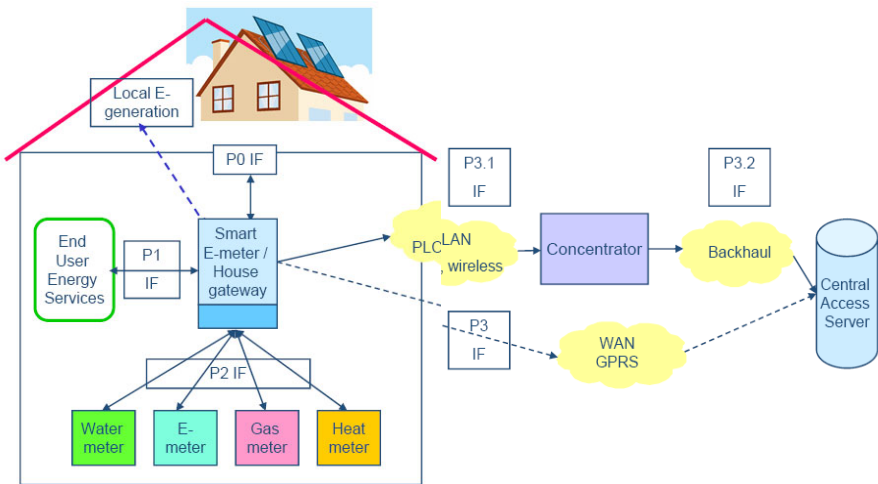 Local E-
generation
P0 IF
P3.1
IF
P3.2
IF
End
User
Energy
Services
P1
IF
Smart
E-meter /
House
gateway
LAN
PLC
, wireless
Concentrator
Backhaul
Central
Access
Server
P3
IF
WAN
GPRS
P2 IF
Water
meter
E-
meter
Gas
meter
Heat
meter